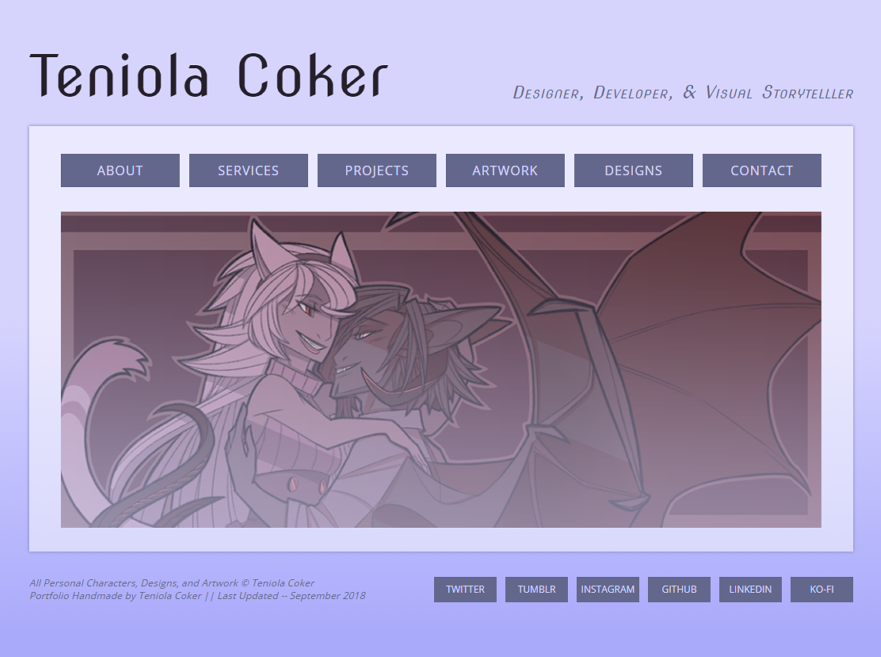 Teniola Coker
Designer, Developer, & Visual Storytelller
ABOUT
SERVICES
PROJECTS
ARTWORK
DESIGNS
CONTACT
All Personal Characters, Designs, and Artwork © Teniola Coker
Portfolio Handmade by Teniola Coker || Last Updated -- September 2018
TWITTER
TUMBLR
INSTAGRAM
GITHUB
LINKEDIN
KO-FI